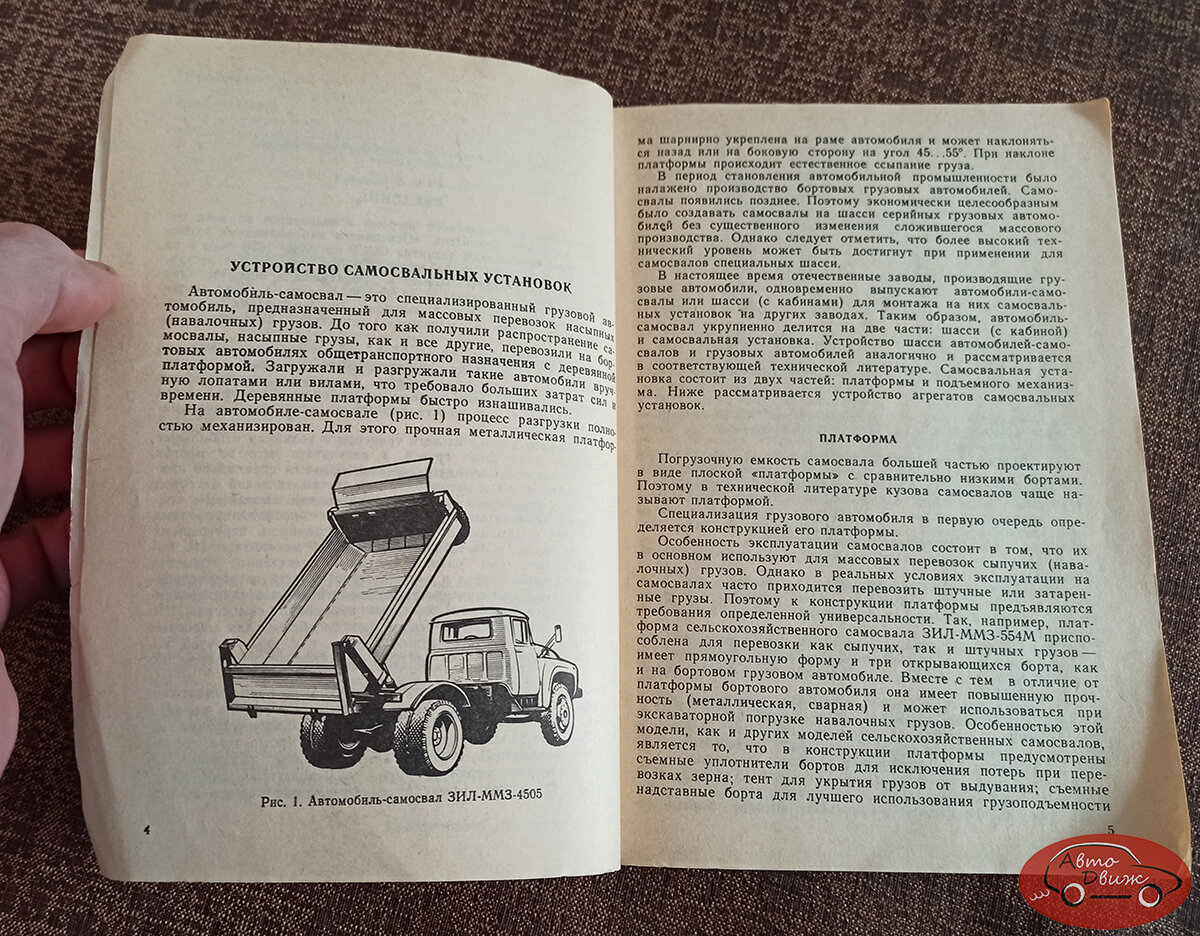 УСТРОЙСТВО САМОСВАЛЬНЫХ УСТАНОВОК
Автомобиль-самосвал — это специализированный грузовой ав-
томобиль, предназначенный для массовых перевозок насыпных
(навалочных) грузов. До того как получили распространение са-
мосвалы, насыпные грузы, как и все другие, перевозили на бор-
товых автомобилях общетранспортного назначения с деревянной
платформой. Загружали и разгружали такие автомобили вруч-
ную лопатами или вилами, что требовало больших затрат сил и
времени. Деревянные платформы быстро изнашивались.
На автомобиле-самосвале (рис. 1) процесс разгрузки полно-
стью механизирован. Для этого прочная металлическая платфор-
Рис. 1. Автомобиль-самосвал ЗИЛ-ММЗ-4505
4
ма шарнирно укреплена на раме автомобиля и может наклонять-
ся назад или на боковую сторону на угол 45...55°. При наклоне
платформы происходит естественное ссыпание груза.
В период становления автомобильной промышленности было
налажено производство бортовых грузовых автомобилей. Само-
свалы появились позднее. Поэтому экономически целесообразным
было создавать самосвалы на шасси серийных грузовых автомо-
билей без существенного изменения сложившегося массового
производства. Однако следует отметить, что более высокий тех-
нический уровень может быть достигнут при применении для
самосвалов специальных шасси.
В настоящее время отечественные заводы, производящие гру-
зовые автомобили, одновременно выпускают автомобили-само-
свалы или шасси (с кабинами) для монтажа на них самосваль-
ных установок на других заводах. Таким образом, автомобиль-
самосвал укрупненно делится на две части: шасси (с кабиной)
и самосвальная установка. Устройство шасси автомобилей-само-
свалов и грузовых автомобилей аналогично и рассматривается
в соответствующей технической литературе. Самосвальная уста-
новка состоит из двух частей: платформы и подъемного механиз-
ма. Ниже рассматривается устройство агрегатов самосвальных
установок.
ПЛАТФОРМА
Погрузочную емкость самосвала большей частью проектируют
в виде плоской «платформы» с сравнительно низкими бортами.
Поэтому в технической литературе кузова самосвалов чаще на-
зывают платформой.
Специализация грузового автомобиля в первую очередь опре-
деляется конструкцией его платформы.
Особенность эксплуатации самосвалов состоит в том, что их
в основном используют для массовых перевозок сыпучих (нава-
лочных) грузов. Однако в реальных условиях эксплуатации на
самосвалах часто приходится перевозить штучные или затарен-
ные грузы. Поэтому к конструкции платформы предъявляются
требования определенной универсальности. Так, например, плат-
форма сельскохозяйственного самосвала ЗИЛ-ММЗ-554М приспо-
соблена для перевозки как сыпучих, так и штучных грузов —
имеет прямоугольную форму и три открывающихся борта, как
и на бортовом грузовом автомобиле. Вместе с тем в отличие от
платформы бортового автомобиля она имеет повышенную проч-
ность (металлическая, сварная) и может использоваться при
экскаваторной погрузке навалочных грузов. Особенностью этой
модели, как и других моделей сельскохозяйственных самосвалов,
является то, что в конструкции платформы предусмотрены
съемные уплотнители бортов для исключения потерь при пере-
возках зерна; тент для укрытия грузов от выдувания; съемные
надставные борта для лучшего использования грузоподъемности
5
Авто
Движ